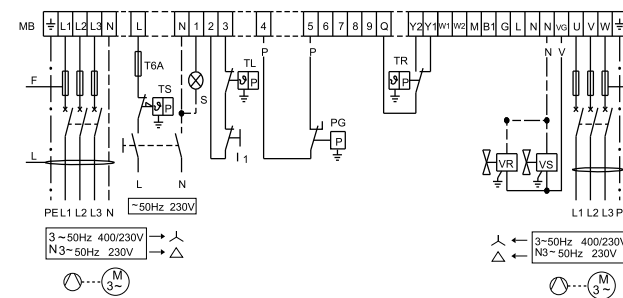 MB ⏚ L1 L2 L3 N L N 1 2 3 4 5 6 7 8 9 Q Y2 Y1 W1 W2 M B1 G L N N VG U V W ⏚
P P N V
F T6A TS ϑ P S TL ϑ P TR ϑ P
PG P
L 1
VR VS
PE L1 L2 L3 N L N L1 L2 L3 P
~50Hz 230V
3~50Hz 400/230V
N3~50Hz 230V
3~50Hz 400/230V
N3~50Hz 230V
M
3~
M
3~